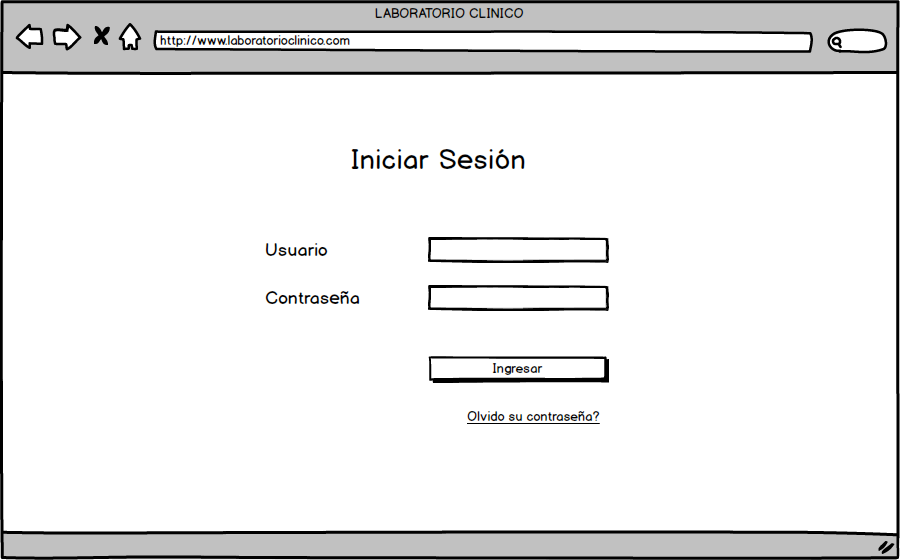 LABORATORIO CLINICO
http://www.laboratorioclinico.com
Iniciar Sesión
Usuario
Contraseña
Ingresar
Olvido su contraseña?